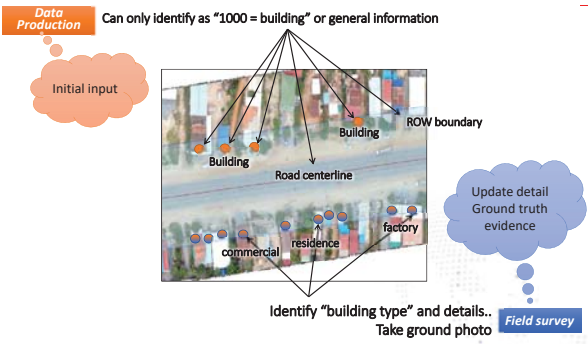 Data
Production
Can only identify as “1000 = building” or general information
Initial input
ROW boundary
Building
Building
Road centerline
Update detail
Ground truth
evidence
factory
residence
commercial
Identify “building type” and details..
Take ground photo
Field survey